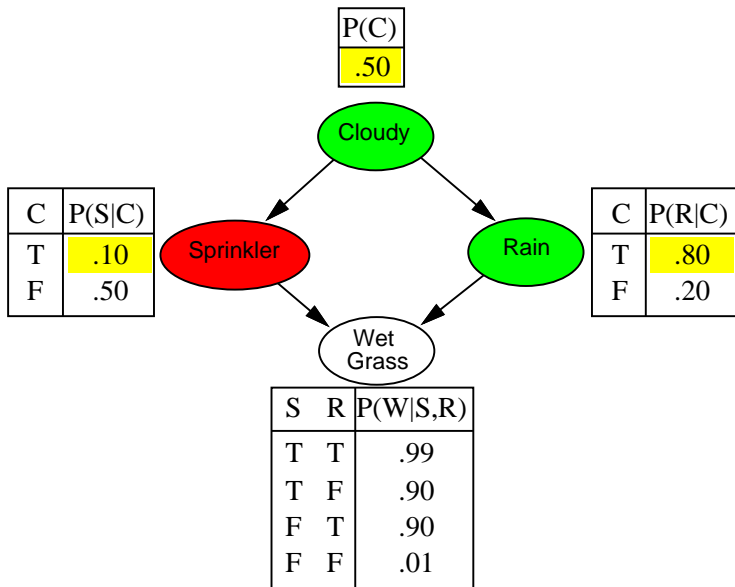 P(C)
.50
Cloudy
C P(S|C)
T .10
F .50
Sprinkler
Rain
C P(R|C)
T .80
F .20
Wet
Grass
S R P(W|S,R)
T T .99
T F .90
F T .90
F F .01